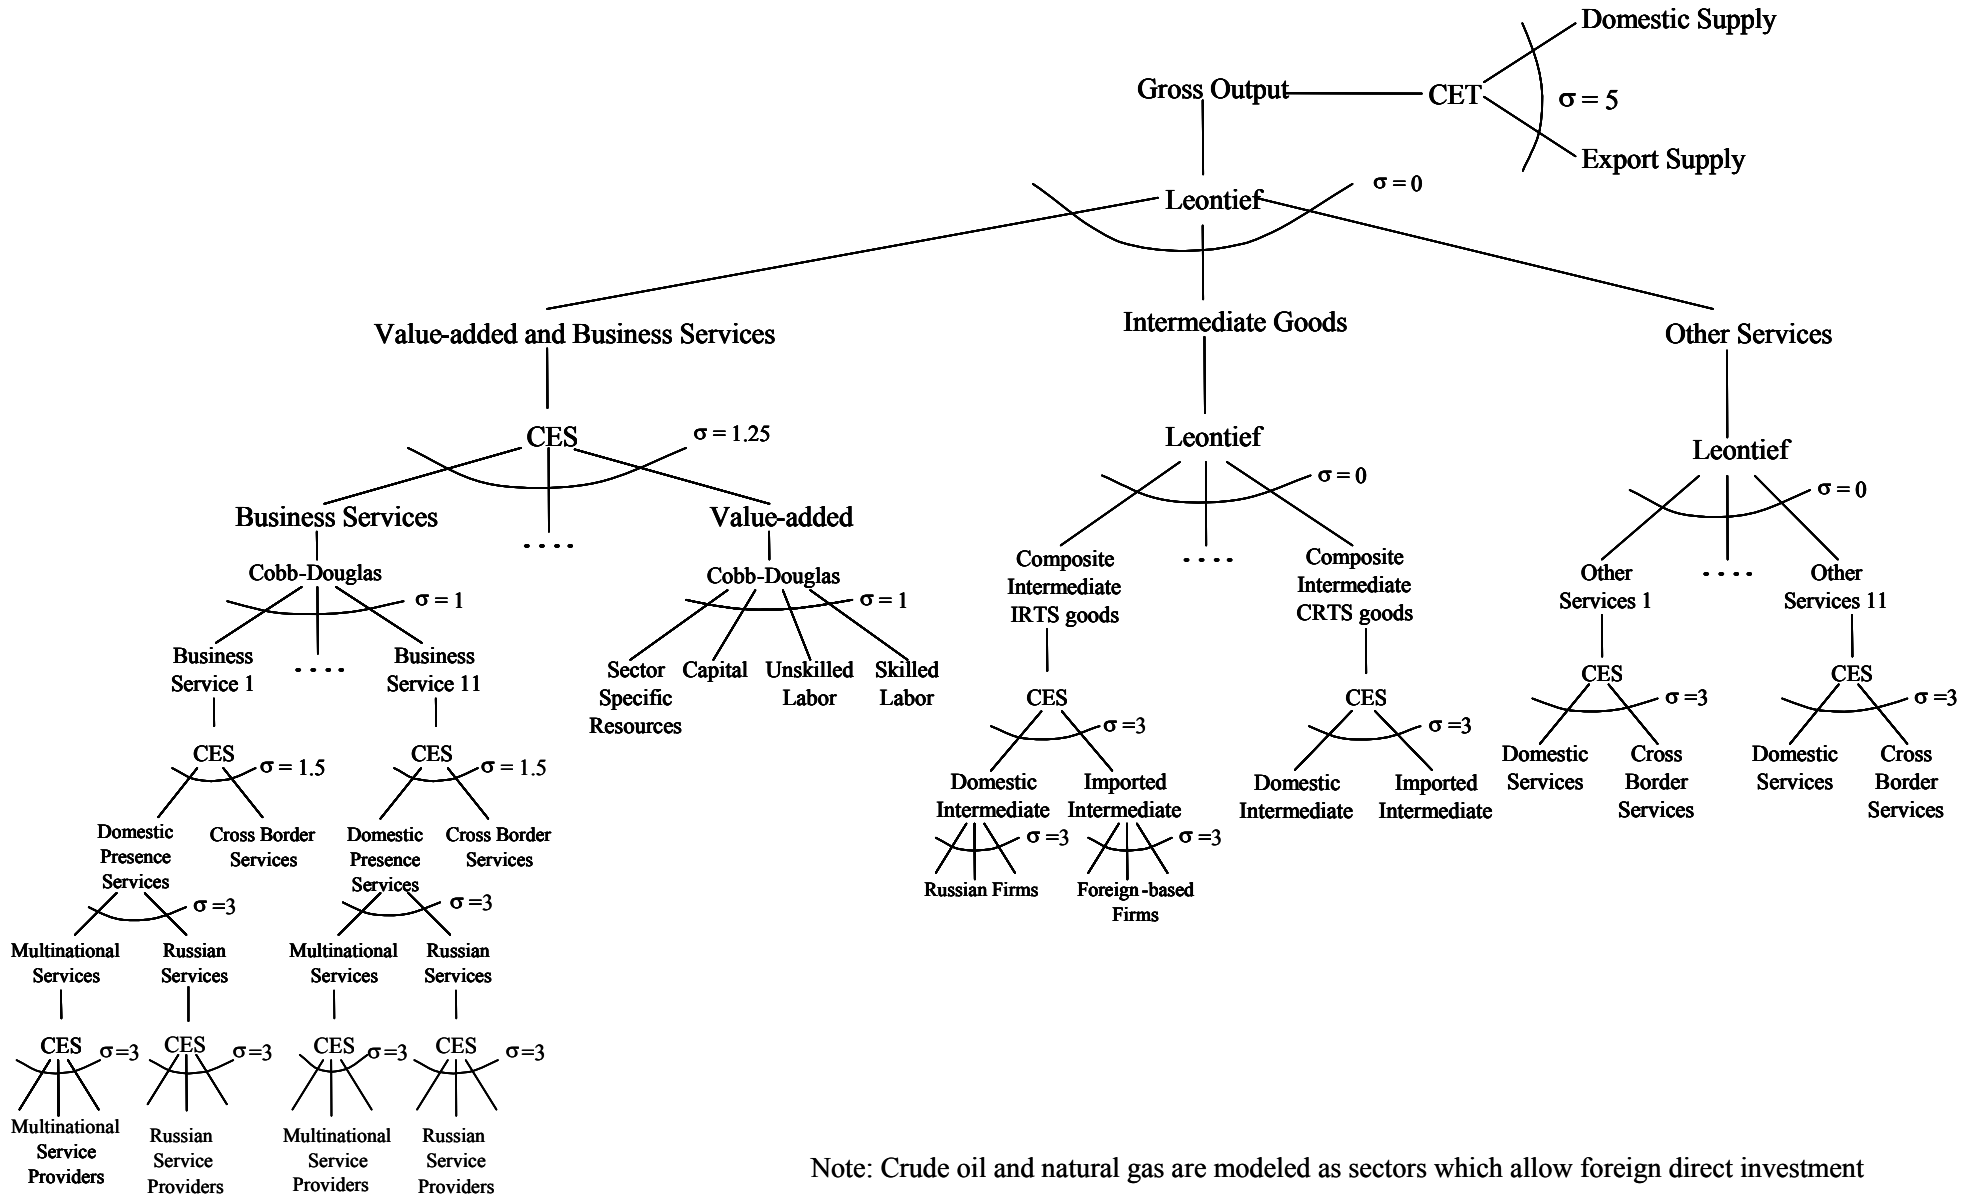 Domestic Supply
Gross Output
CET
σ = 5
Export Supply
Leontief
σ = 0
Value-added and Business Services
Intermediate Goods
Other Services
CES
σ = 1.25
Leontief
σ = 0
Leontief
σ = 0
Business Services
. . . .
Value-added
Cobb-Douglas
σ = 1
Cobb-Douglas
σ = 1
Composite
Intermediate
IRTS goods
. . . .
Composite
Intermediate
CRTS goods
Other
Services 1
. . . .
Other
Services 11
Business
Service 1
. . . .
Business
Service 11
Sector
Specific
Resources
Capital
Unskilled
Labor
Skilled
Labor
CES
σ =3
CES
σ =3
CES
σ =3
CES
σ =3
CES
σ = 1.5
CES
σ = 1.5
Domestic
Intermediate
Imported
Intermediate
Domestic
Intermediate
Imported
Intermediate
Domestic
Services
Cross
Border
Services
Domestic
Services
Cross
Border
Services
Domestic
Presence
Services
Cross Border
Services
Domestic
Presence
Services
Cross Border
Services
σ =3
σ =3
Russian Firms
Foreign -based
Firms
σ =3
σ =3
Multinational
Services
Russian
Services
Multinational
Services
Russian
Services
CES
σ=3
CES
σ=3
CES
σ=3
CES
σ=3
Multinational
Service
Providers
Russian
Service
Providers
Multinational
Service
Providers
Russian
Service
Providers
Note: Crude oil and natural gas are modeled as sectors which allow foreign direct investment